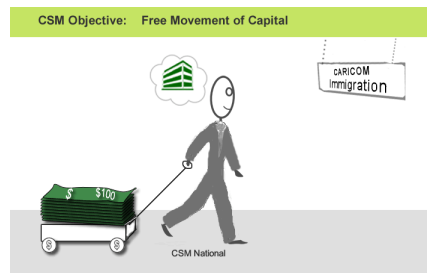 CSM Objective: Free Movement of Capital
CARICOM
Immigration
$ $100
$ $
CSM National